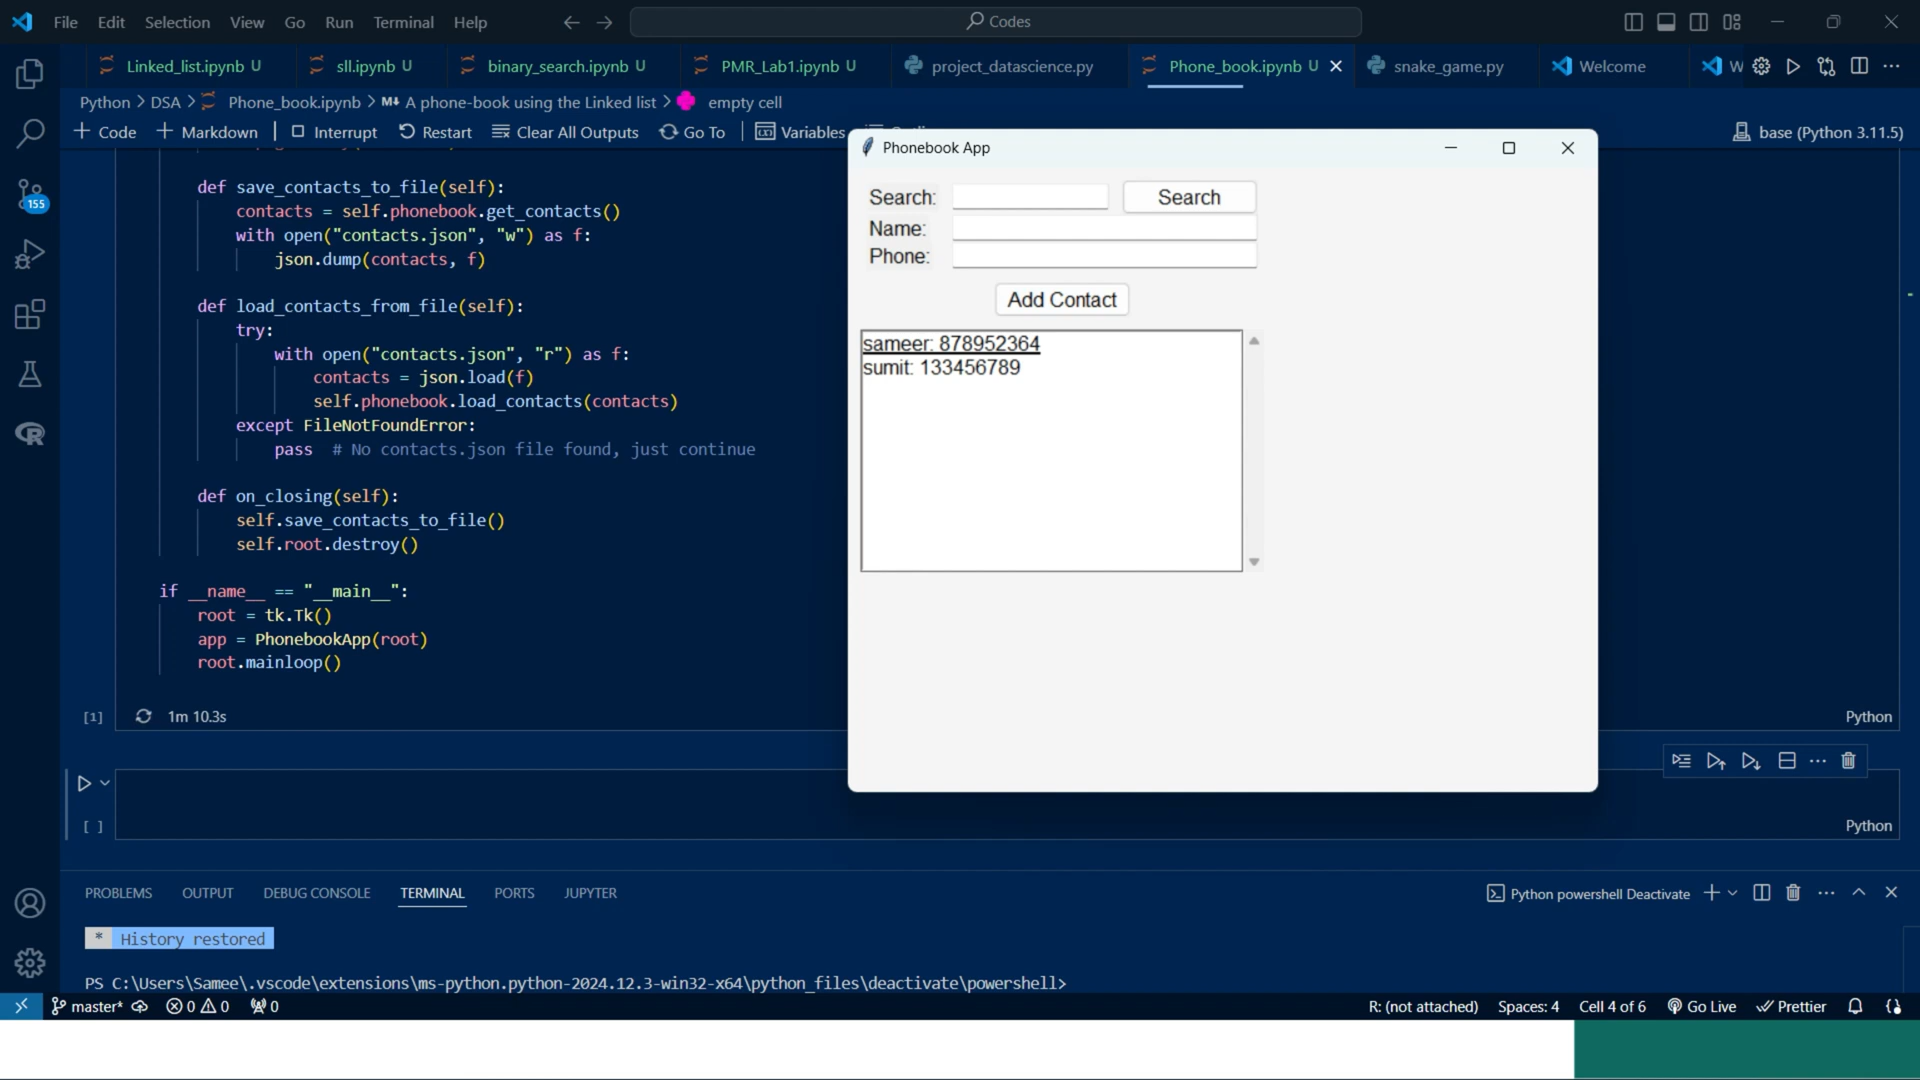 File Edit Selection View Go Run Terminal Help
Codes
Linked_list.ipynb U sll.ipynb U binary_search.ipynb U PMR_Lab1.ipynb U project_datascience.py Phone_book.ipynb U snake_game.py Welcome W
Python > DSA > Phone_book.ipynb > M↓ A phone-book using the Linked list > empty cell
+ Code + Markdown | Interrupt Restart Clear All Outputs Go To | Variables
base (Python 3.11.5)
155
def save_contacts_to_file(self):
contacts = self.phonebook.get_contacts()
with open("contacts.json", "w") as f:
json.dump(contacts, f)
def load_contacts_from_file(self):
try:
with open("contacts.json", "r") as f:
contacts = json.load(f)
self.phonebook.load_contacts(contacts)
except FileNotFoundError:
pass # No contacts.json file found, just continue
def on_closing(self):
self.save_contacts_to_file()
self.root.destroy()
if __name__ == "__main__":
root = tk.Tk()
app = PhonebookApp(root)
root.mainloop()
[1] 1m 10.3s
Python
[ ]
Python
Phonebook App
Search: Search
Name:
Phone:
Add Contact
sameer: 878952364
sumit: 133456789
PROBLEMS OUTPUT DEBUG CONSOLE TERMINAL PORTS JUPYTER
Python powershell Deactivate
* History restored
PS C:\Users\Samee\.vscode\extensions\ms-python.python-2024.12.3-win32-x64\python_files\deactivate\powershell>
master* 0 0 0
R: (not attached) Spaces: 4 Cell 4 of 6 Go Live Prettier